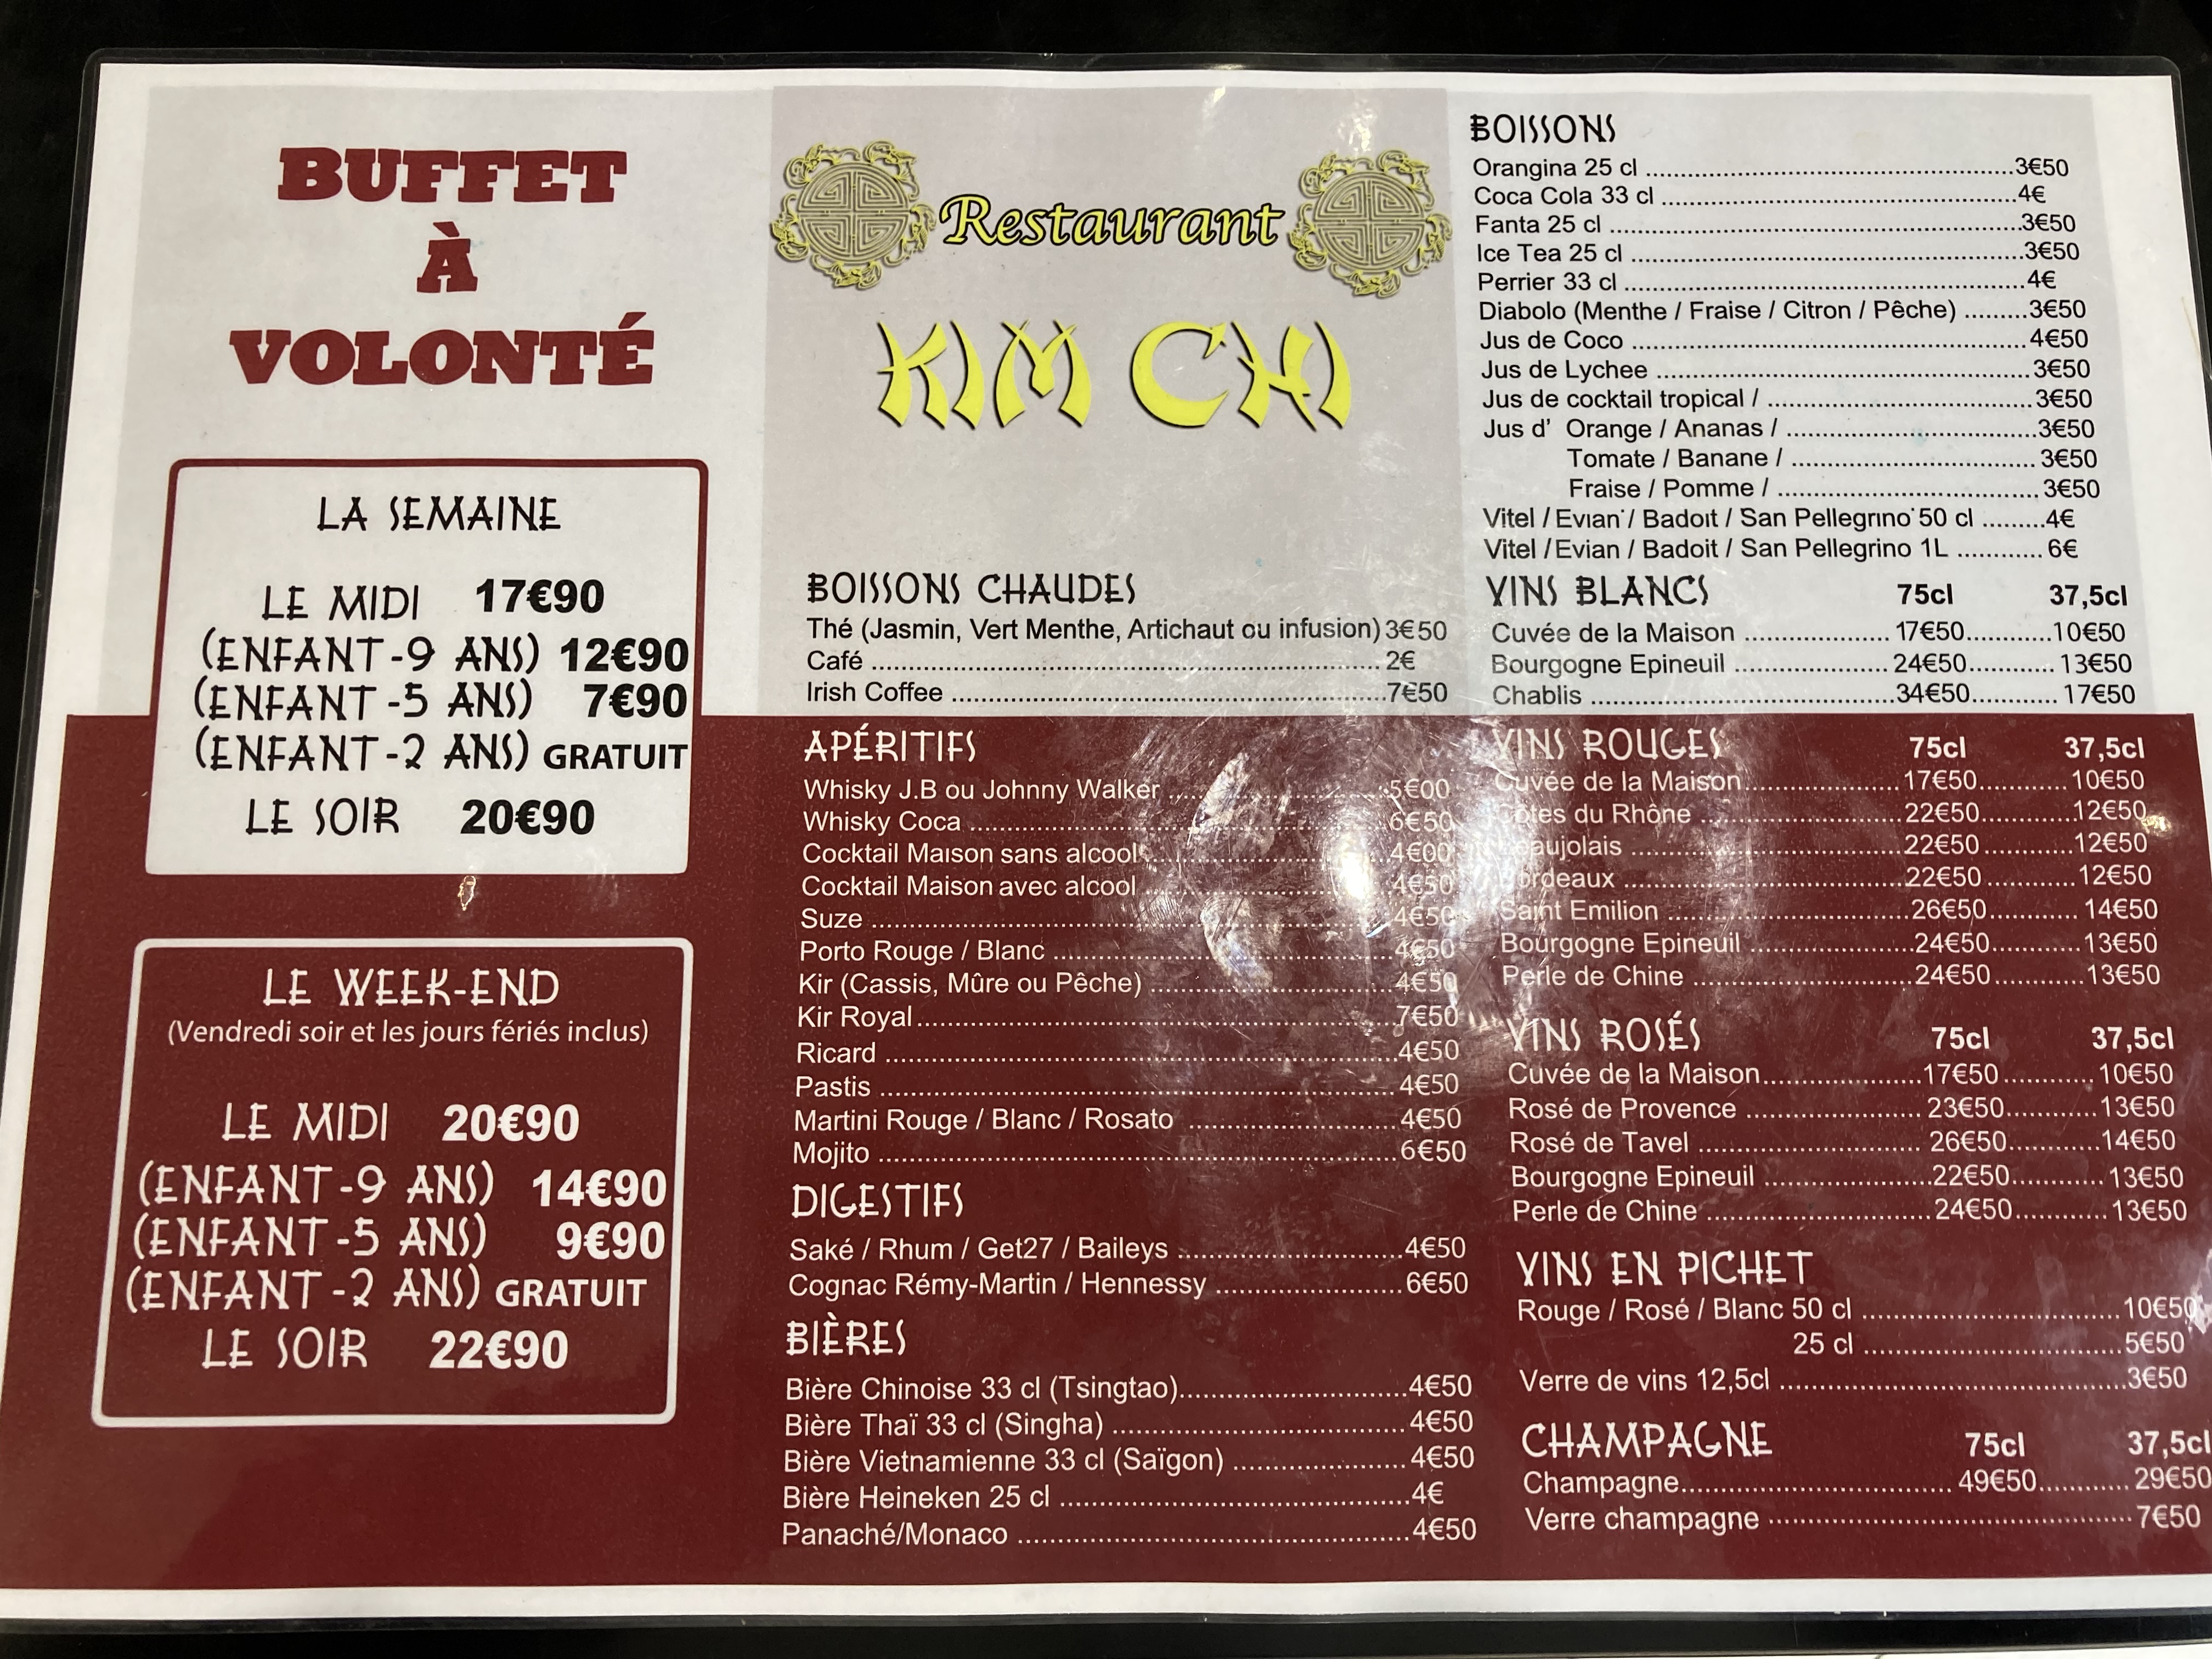 BUFFET
À
VOLONTÉ
LA SEMAINE
LE MIDI 17€90
(ENFANT -9 ANS) 12€90
(ENFANT -5 ANS) 7€90
(ENFANT -2 ANS) GRATUIT
LE SOIR 20€90
LE WEEK-END
(Vendredi soir et les jours fériés inclus)
LE MIDI 20€90
(ENFANT -9 ANS) 14€90
(ENFANT -5 ANS) 9€90
(ENFANT -2 ANS) GRATUIT
LE SOIR 22€90
Restaurant
KIM CHI
BOISSONS CHAUDES
Thé (Jasmin, Vert Menthe, Artichaut ou infusion) 3€50
Café ........ 2€
Irish Coffee ........ 7€50
APÉRITIFS
Whisky J.B ou Johnny Walker ........ 5€00
Whisky Coca ........ 6€50
Cocktail Maison sans alcool ........ 4€00
Cocktail Maison avec alcool ........ 4€50
Suze ........ 4€50
Porto Rouge / Blanc ........ 4€50
Kir (Cassis, Mûre ou Pêche) ........ 4€50
Kir Royal ........ 7€50
Ricard ........ 4€50
Pastis ........ 4€50
Martini Rouge / Blanc / Rosato ........ 4€50
Mojito ........ 6€50
DIGESTIFS
Saké / Rhum / Get27 / Baileys ........ 4€50
Cognac Rémy-Martin / Hennessy ........ 6€50
BIÈRES
Bière Chinoise 33 cl (Tsingtao) ........ 4€50
Bière Thaï 33 cl (Singha) ........ 4€50
Bière Vietnamienne 33 cl (Saïgon) ........ 4€50
Bière Heineken 25 cl ........ 4€
Panaché/Monaco ........ 4€50
BOISSONS
Orangina 25 cl ........ 3€50
Coca Cola 33 cl ........ 4€
Fanta 25 cl ........ 3€50
Ice Tea 25 cl ........ 3€50
Perrier 33 cl ........ 4€
Diabolo (Menthe / Fraise / Citron / Pêche) ........ 3€50
Jus de Coco ........ 4€50
Jus de Lychee ........ 3€50
Jus de cocktail tropical / ........ 3€50
Jus d' Orange / Ananas / ........ 3€50
Tomate / Banane / ........ 3€50
Fraise / Pomme / ........ 3€50
Vitel / Evian / Badoit / San Pellegrino 50 cl ........ 4€
Vitel / Evian / Badoit / San Pellegrino 1L ........ 6€
VINS BLANCS 75cl 37,5cl
Cuvée de la Maison ........ 17€50 ........ 10€50
Bourgogne Epineuil ........ 24€50 ........ 13€50
Chablis ........ 34€50 ........ 17€50
VINS ROUGES 75cl 37,5cl
Cuvée de la Maison ........ 17€50 ........ 10€50
Côtes du Rhône ........ 22€50 ........ 12€50
Beaujolais ........ 22€50 ........ 12€50
Bordeaux ........ 22€50 ........ 12€50
Saint Emilion ........ 26€50 ........ 14€50
Bourgogne Epineuil ........ 24€50 ........ 13€50
Perle de Chine ........ 24€50 ........ 13€50
VINS ROSÉS 75cl 37,5cl
Cuvée de la Maison ........ 17€50 ........ 10€50
Rosé de Provence ........ 23€50 ........ 13€50
Rosé de Tavel ........ 26€50 ........ 14€50
Bourgogne Epineuil ........ 22€50 ........ 13€50
Perle de Chine ........ 24€50 ........ 13€50
VINS EN PICHET
Rouge / Rosé / Blanc 50 cl ........ 10€50
25 cl ........ 5€50
Verre de vins 12,5cl ........ 3€50
CHAMPAGNE 75cl 37,5cl
Champagne ........ 49€50 ........ 29€50
Verre champagne ........ 7€50